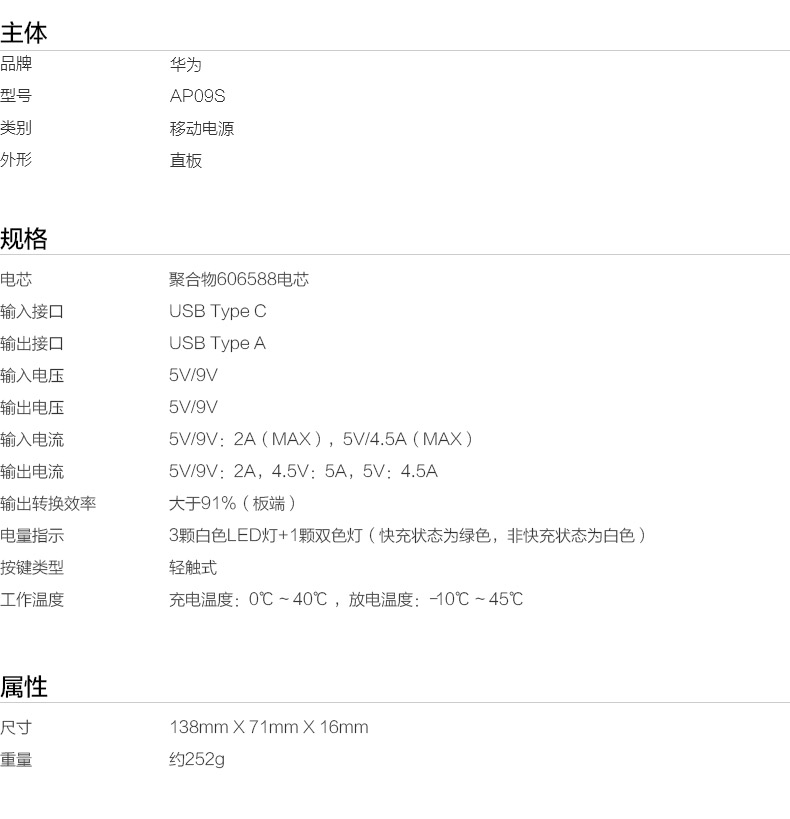 主体
品牌 华为
型号 AP09S
类别 移动电源
外形 直板
规格
电芯 聚合物606588电芯
输入接口 USB Type C
输出接口 USB Type A
输入电压 5V/9V
输出电压 5V/9V
输入电流 5V/9V：2A（MAX），5V/4.5A（MAX）
输出电流 5V/9V：2A，4.5V：5A，5V：4.5A
输出转换效率 大于91%（板端）
电量指示 3颗白色LED灯+1颗双色灯（快充状态为绿色，非快充状态为白色）
按键类型 轻触式
工作温度 充电温度：0℃ ~ 40℃ ，放电温度：-10℃ ~ 45℃
属性
尺寸 138mm X 71mm X 16mm
重量 约252g